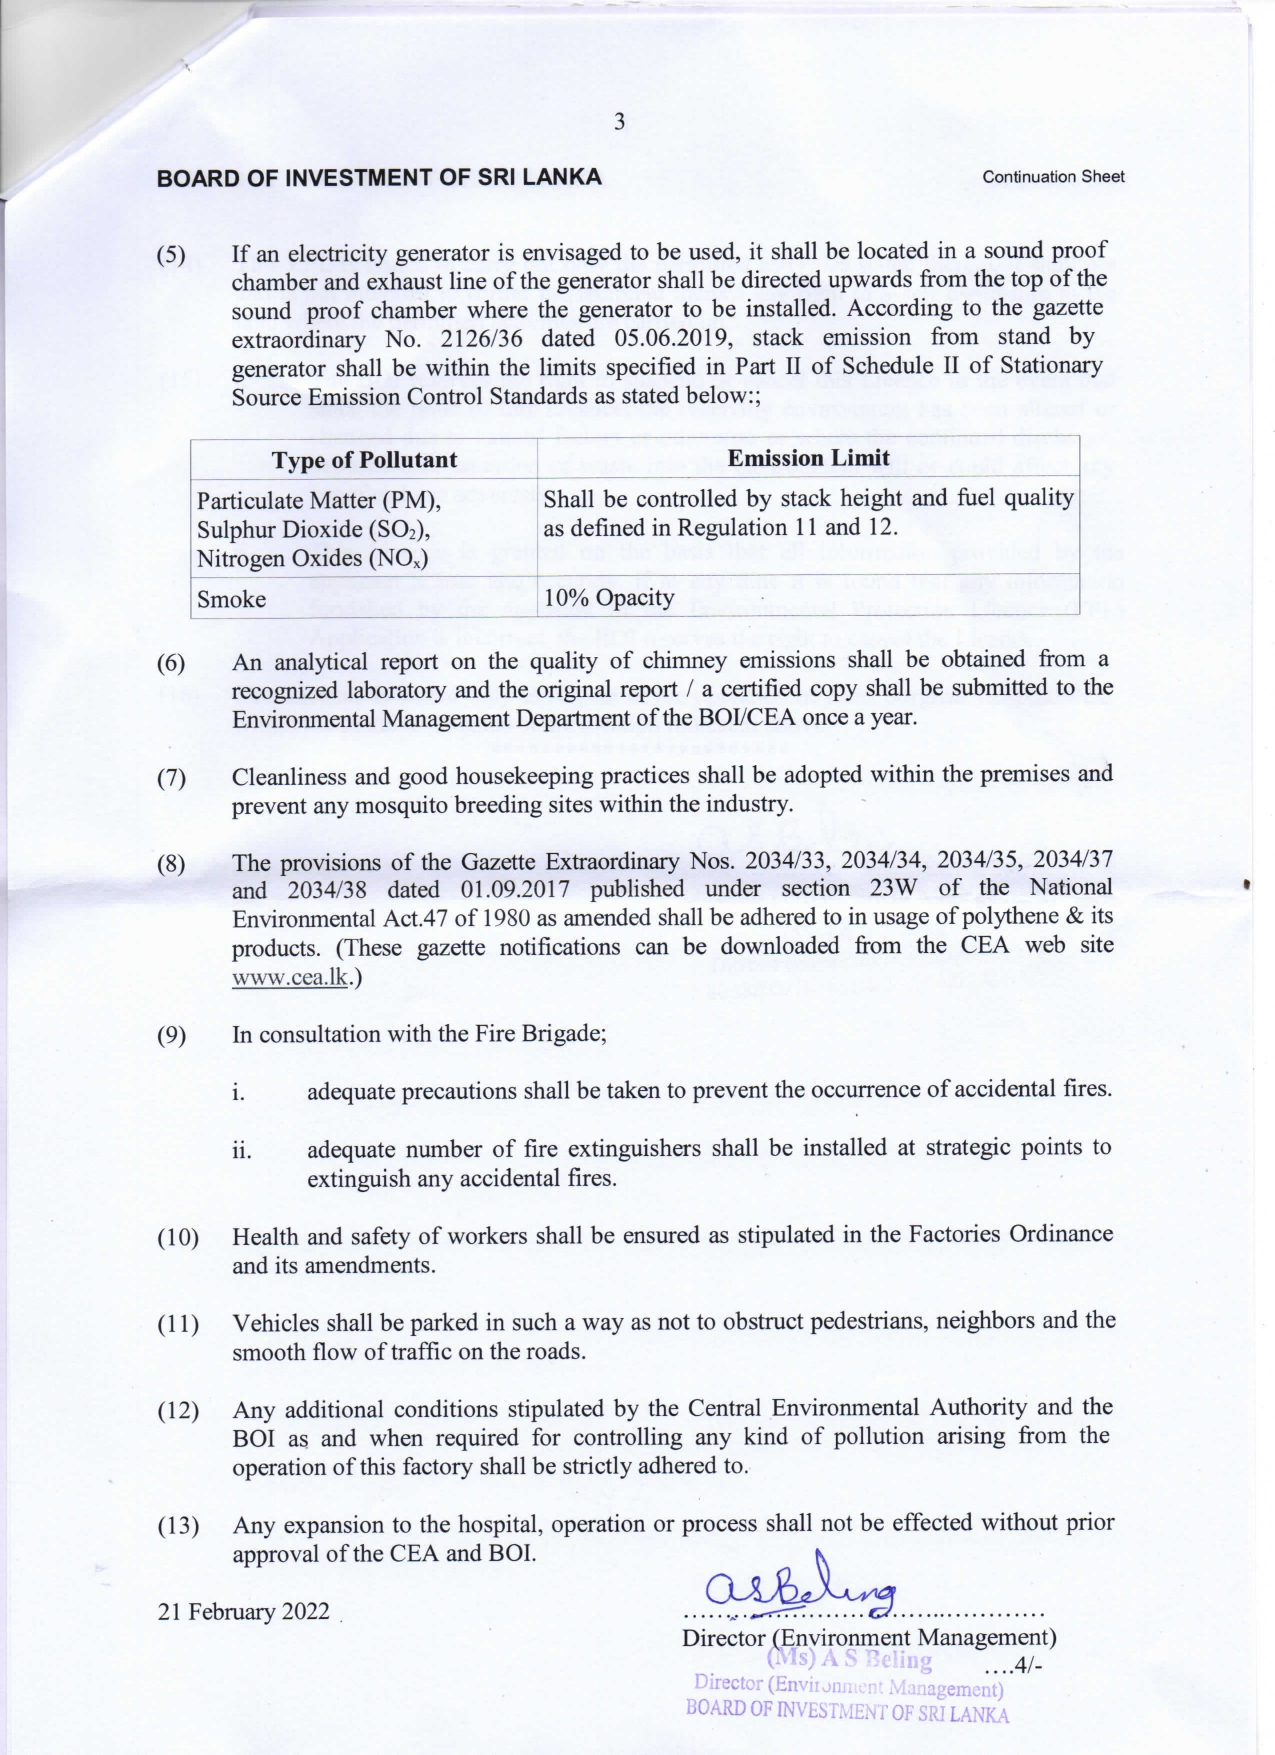 3
BOARD OF INVESTMENT OF SRI LANKA Continuation Sheet
(5) If an electricity generator is envisaged to be used, it shall be located in a sound proof
chamber and exhaust line of the generator shall be directed upwards from the top of the
sound proof chamber where the generator to be installed. According to the gazette
extraordinary No. 2126/36 dated 05.06.2019, stack emission from stand by
generator shall be within the limits specified in Part II of Schedule II of Stationary
Source Emission Control Standards as stated below:;
Type of Pollutant Emission Limit
Particulate Matter (PM), Shall be controlled by stack height and fuel quality
Sulphur Dioxide (SO₂), as defined in Regulation 11 and 12.
Nitrogen Oxides (NOₓ)
Smoke 10% Opacity
(6) An analytical report on the quality of chimney emissions shall be obtained from a
recognized laboratory and the original report / a certified copy shall be submitted to the
Environmental Management Department of the BOI/CEA once a year.
(7) Cleanliness and good housekeeping practices shall be adopted within the premises and
prevent any mosquito breeding sites within the industry.
(8) The provisions of the Gazette Extraordinary Nos. 2034/33, 2034/34, 2034/35, 2034/37
and 2034/38 dated 01.09.2017 published under section 23W of the National
Environmental Act.47 of 1980 as amended shall be adhered to in usage of polythene & its
products. (These gazette notifications can be downloaded from the CEA web site
www.cea.lk.)
(9) In consultation with the Fire Brigade;
i. adequate precautions shall be taken to prevent the occurrence of accidental fires.
ii. adequate number of fire extinguishers shall be installed at strategic points to
extinguish any accidental fires.
(10) Health and safety of workers shall be ensured as stipulated in the Factories Ordinance
and its amendments.
(11) Vehicles shall be parked in such a way as not to obstruct pedestrians, neighbors and the
smooth flow of traffic on the roads.
(12) Any additional conditions stipulated by the Central Environmental Authority and the
BOI as and when required for controlling any kind of pollution arising from the
operation of this factory shall be strictly adhered to.
(13) Any expansion to the hospital, operation or process shall not be effected without prior
approval of the CEA and BOI.
ASBeling
21 February 2022
Director (Environment Management)
(Ms) A S Beling ....4/-
Director (Environment Management)
BOARD OF INVESTMENT OF SRI LANKA